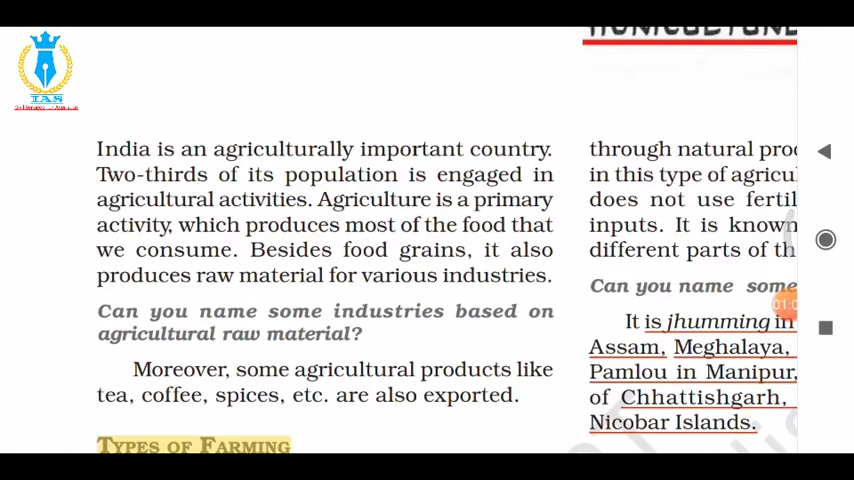 IAS
India is an agriculturally important country.
Two-thirds of its population is engaged in
agricultural activities. Agriculture is a primary
activity, which produces most of the food that
we consume. Besides food grains, it also
produces raw material for various industries.
Can you name some industries based on
agricultural raw material?
Moreover, some agricultural products like
tea, coffee, spices, etc. are also exported.
TYPES OF FARMING
through natural
in this type of
does not use
inputs. It is known
different parts of
Can you name some
It is jhumming in
Assam, Meghalaya,
Pamlou in Manipur,
of Chhattishgarh,
Nicobar Islands.